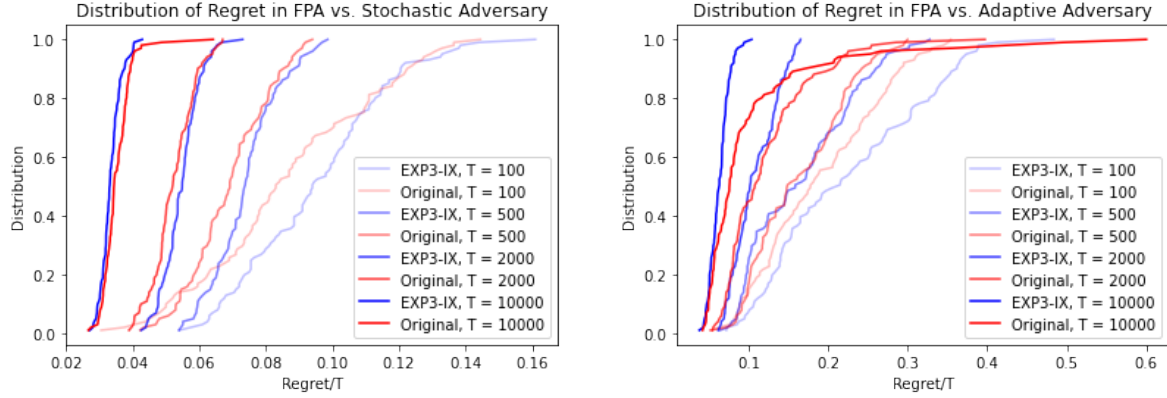 Distribution of Regret in FPA vs. Stochastic Adversary
1.0
0.8
0.6
0.4
0.2
0.0
Distribution
EXP3-IX, T = 100
Original, T = 100
EXP3-IX, T = 500
Original, T = 500
EXP3-IX, T = 2000
Original, T = 2000
EXP3-IX, T = 10000
Original, T = 10000
0.02 0.04 0.06 0.08 0.10 0.12 0.14 0.16
Regret/T
Distribution of Regret in FPA vs. Adaptive Adversary
1.0
0.8
0.6
0.4
0.2
0.0
Distribution
EXP3-IX, T = 100
Original, T = 100
EXP3-IX, T = 500
Original, T = 500
EXP3-IX, T = 2000
Original, T = 2000
EXP3-IX, T = 10000
Original, T = 10000
0.1 0.2 0.3 0.4 0.5 0.6
Regret/T